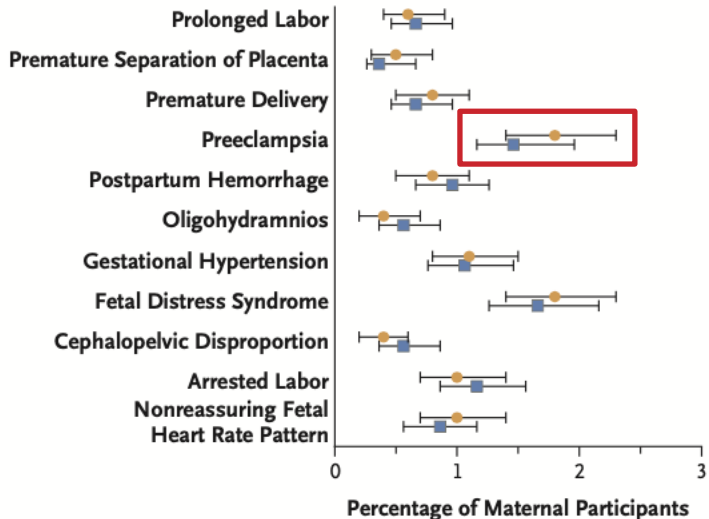 Prolonged Labor
Premature Separation of Placenta
Premature Delivery
Preeclampsia
Postpartum Hemorrhage
Oligohydramnios
Gestational Hypertension
Fetal Distress Syndrome
Cephalopelvic Disproportion
Arrested Labor
Nonreassuring Fetal
Heart Rate Pattern
0 1 2 3
Percentage of Maternal Participants